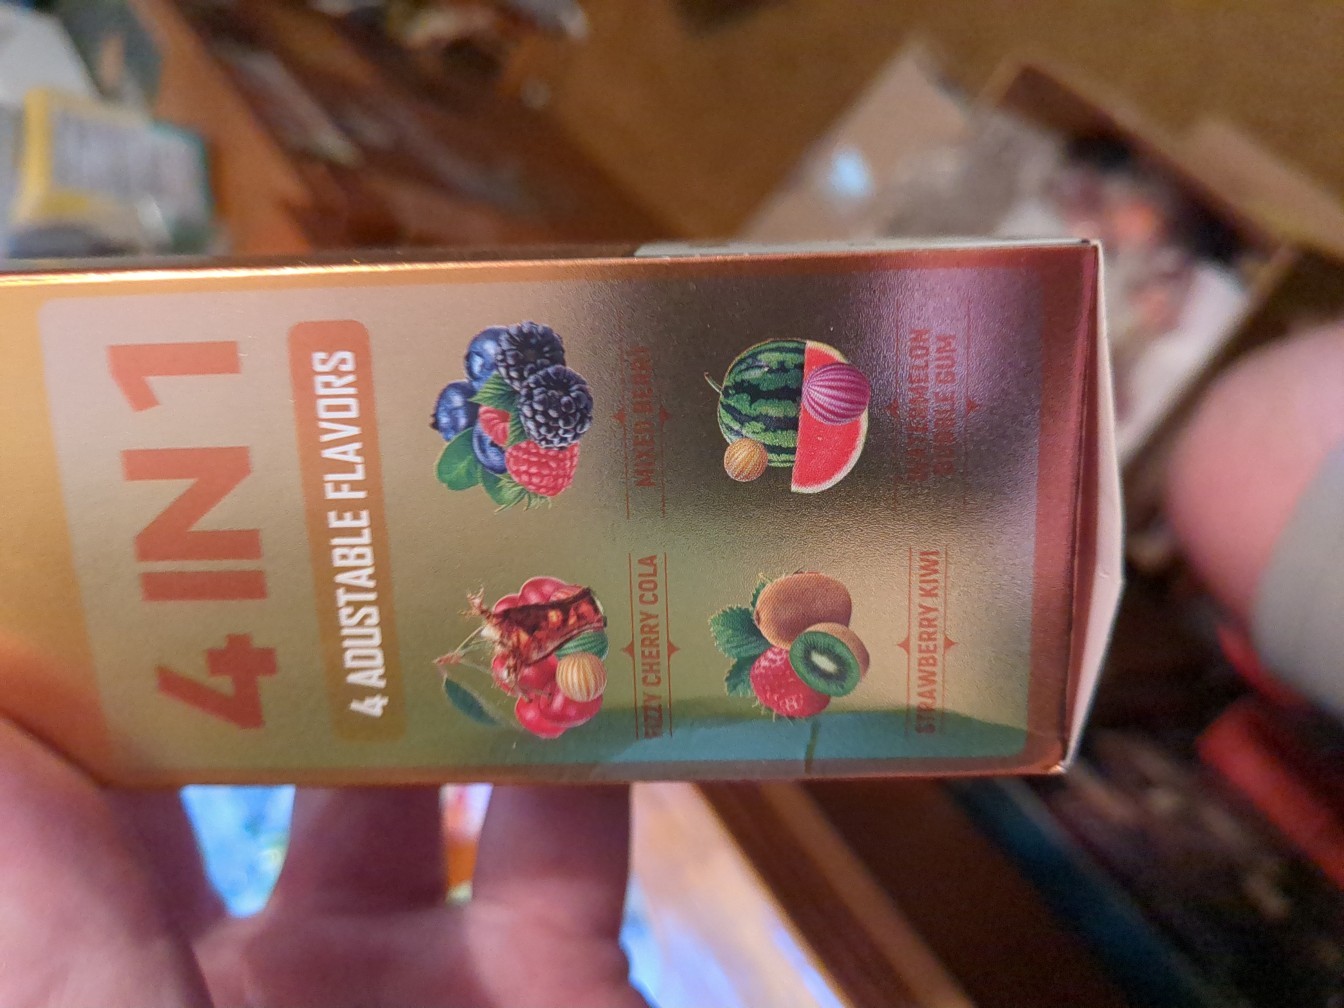 4 IN 1
4 ADUSTABLE FLAVORS
FIZZY CHERRY COLA
MIXED BERRY
STRAWBERRY KIWI
WATERMELON
BUBBLE GUM